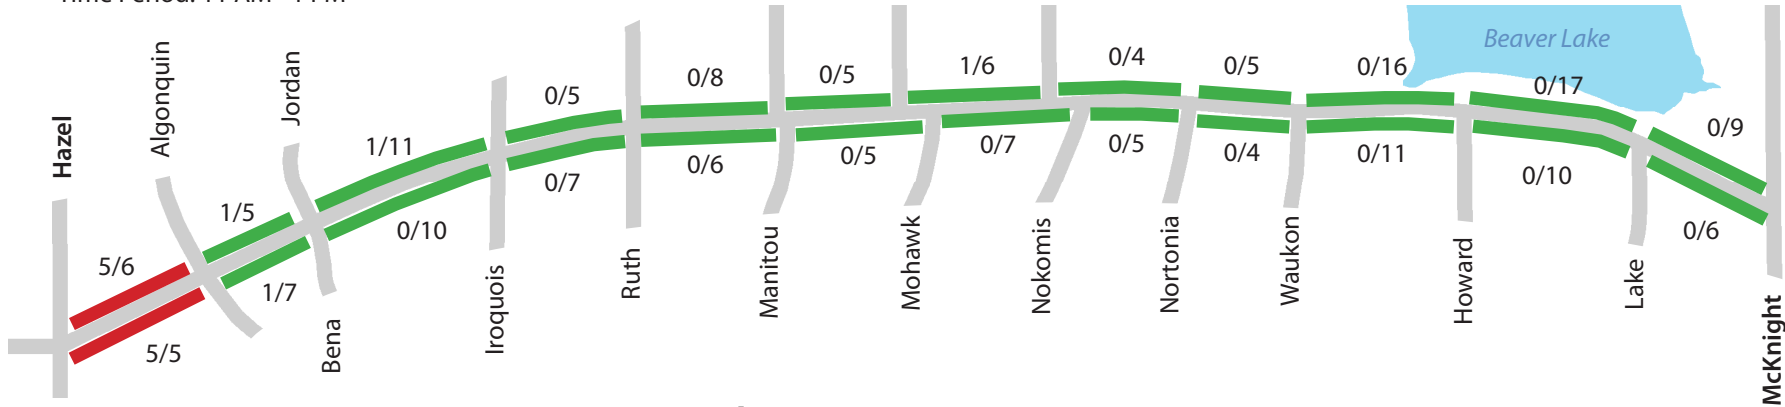 Hazel
Algonquin
Jordan
Bena
Iroquois
Ruth
Manitou
Mohawk
Nokomis
Nortonia
Waukon
Howard
Lake
McKnight
Beaver Lake
5/6
1/5
1/11
0/5
0/8
0/5
1/6
0/4
0/5
0/16
0/17
0/9
5/5
1/7
0/10
0/7
0/6
0/5
0/7
0/5
0/4
0/11
0/10
0/6